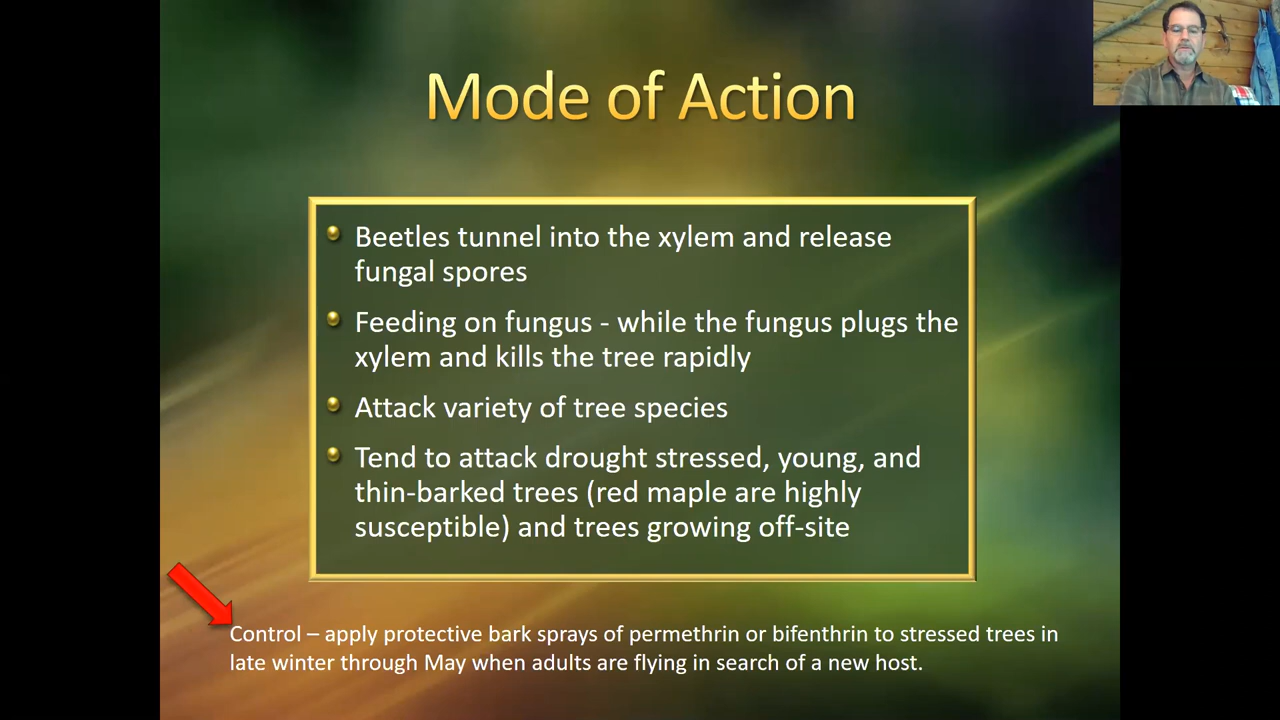 Mode of Action
Beetles tunnel into the xylem and release
fungal spores
Feeding on fungus - while the fungus plugs the
xylem and kills the tree rapidly
Attack variety of tree species
Tend to attack drought stressed, young, and
thin-barked trees (red maple are highly
susceptible) and trees growing off-site
Control – apply protective bark sprays of permethrin or bifenthrin to stressed trees in
late winter through May when adults are flying in search of a new host.